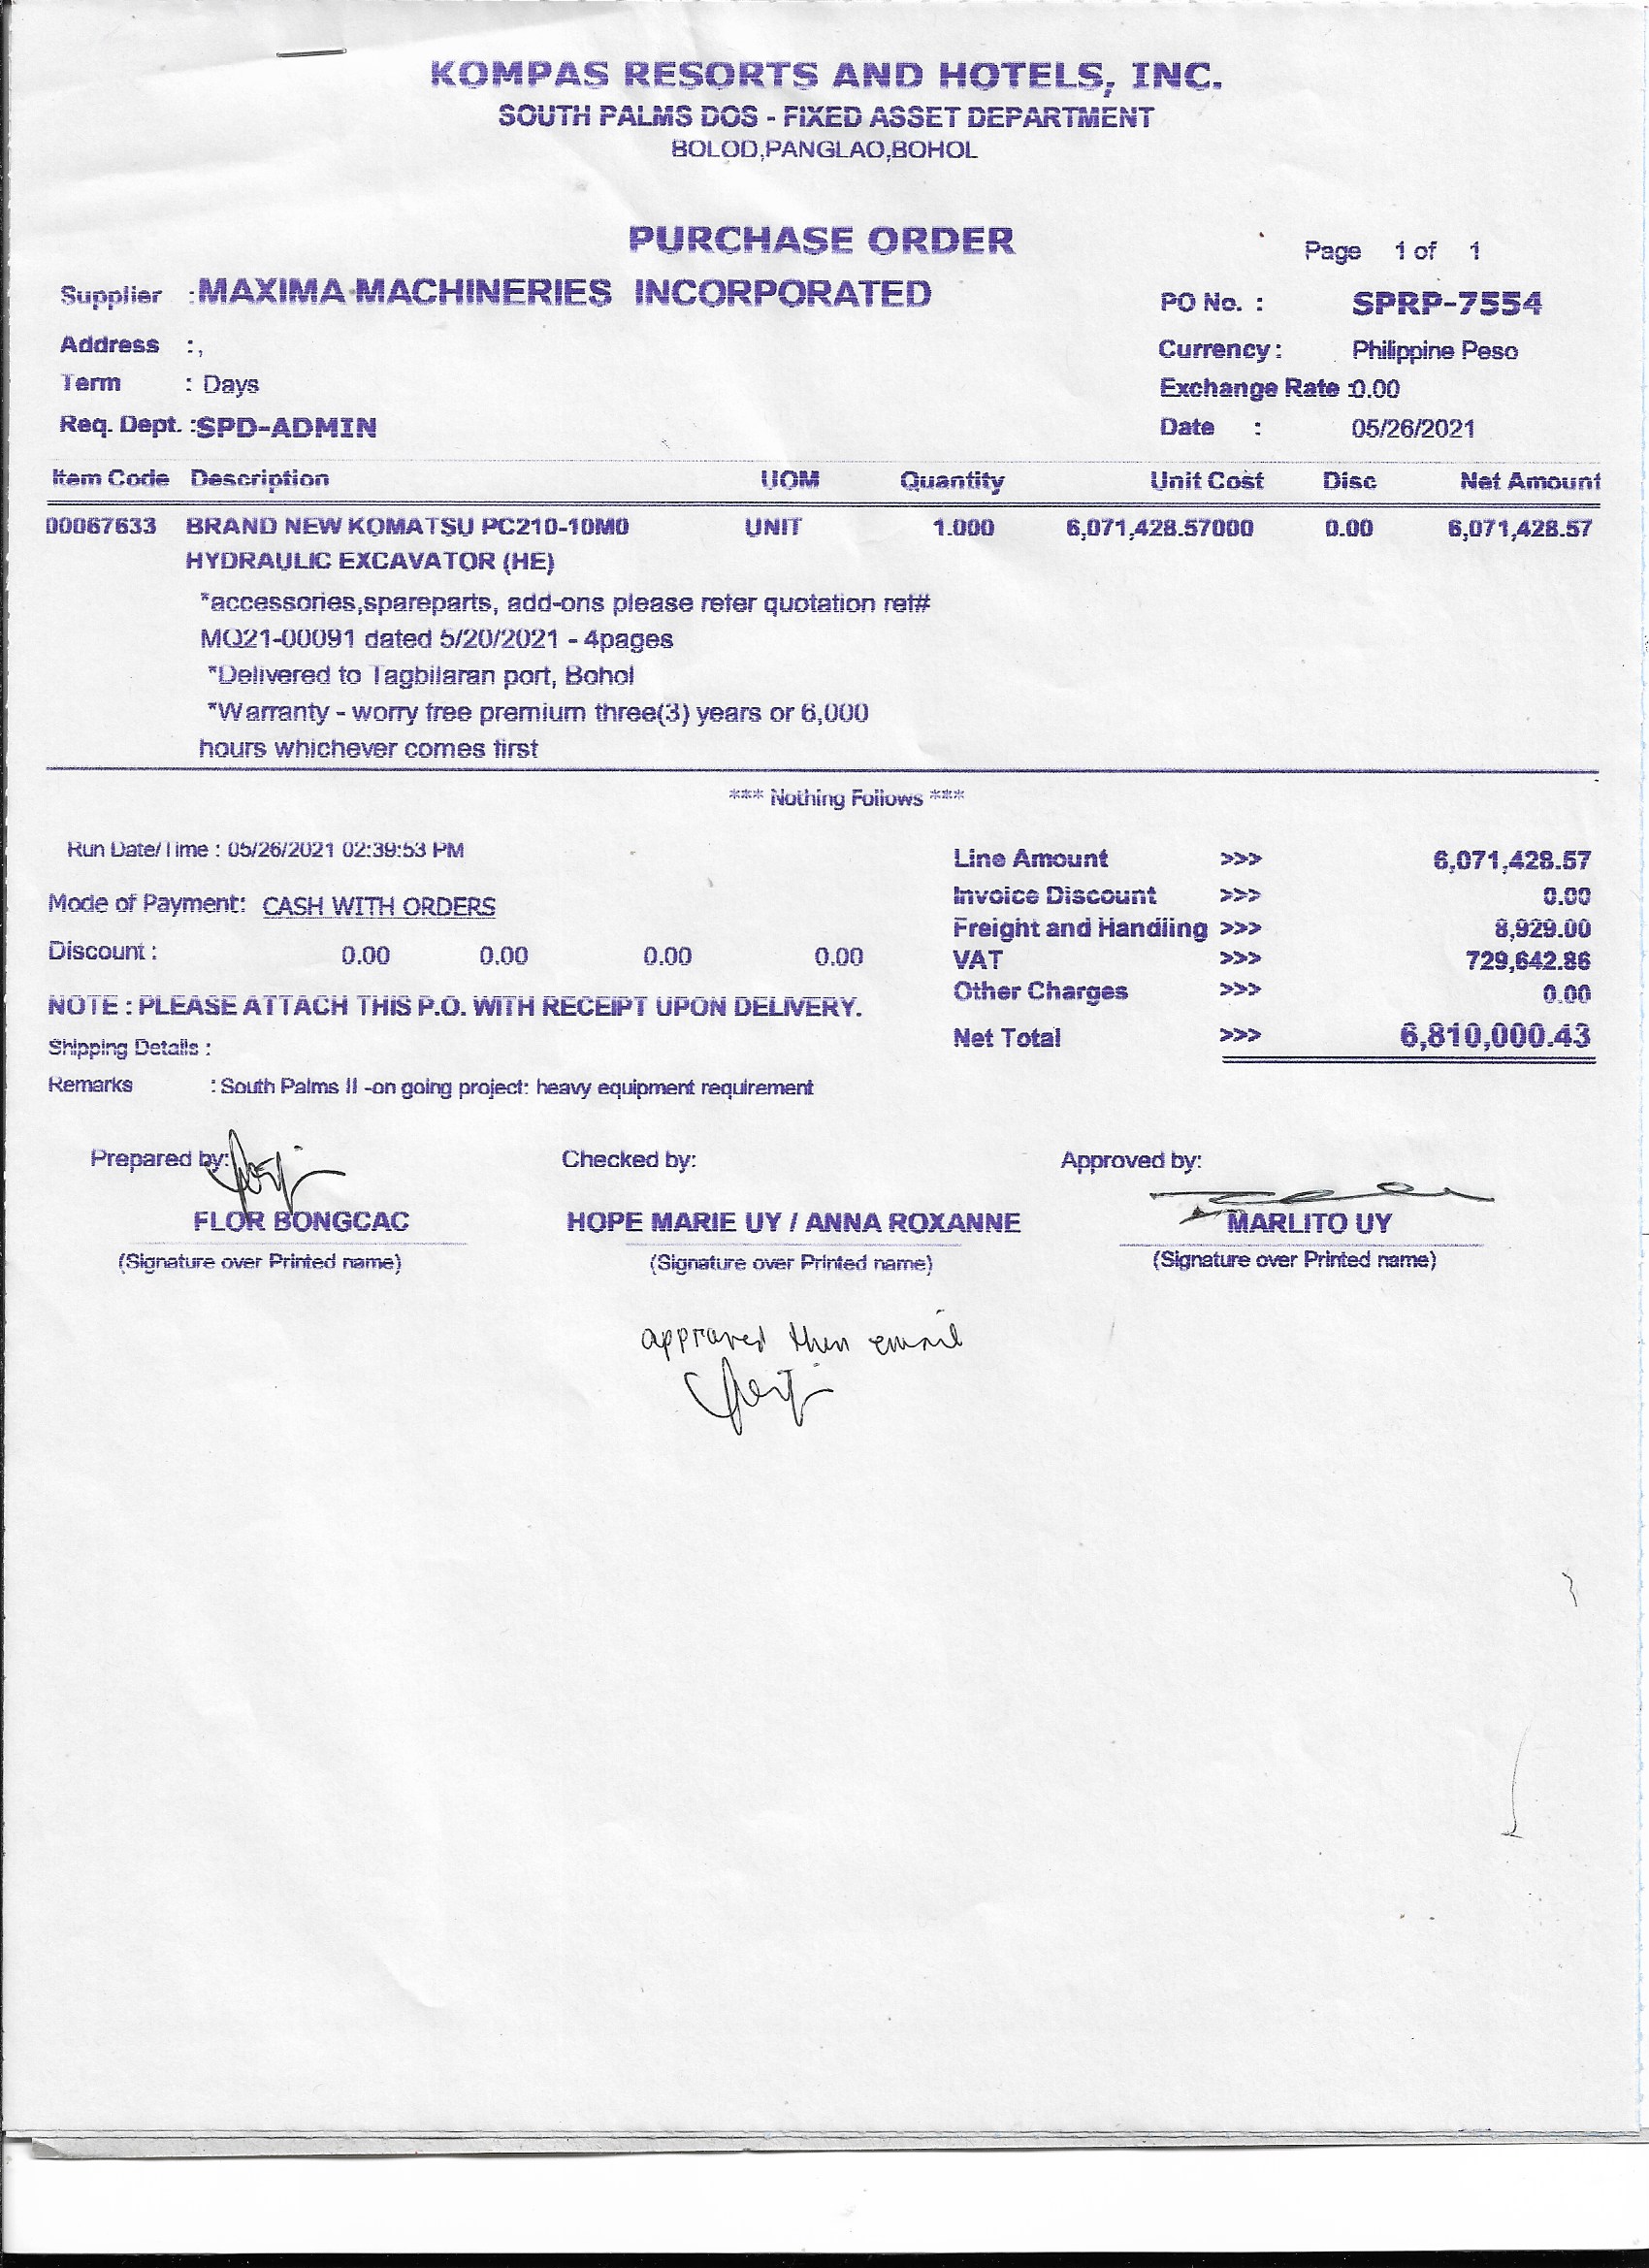 KOMPAS RESORTS AND HOTELS, INC.
SOUTH PALMS DOS - FIXED ASSET DEPARTMENT
BOLOD,PANGLAO,BOHOL
PURCHASE ORDER
Page 1 of 1
Supplier :MAXIMA MACHINERIES INCORPORATED
PO No. : SPRP-7554
Address :,
Currency : Philippine Peso
Term : Days
Exchange Rate :0.00
Req. Dept. :SPD-ADMIN
Date : 05/26/2021
Item Code Description UOM Quantity Unit Cost Disc Net Amount
00067633 BRAND NEW KOMATSU PC210-10M0 UNIT 1.000 6,071,428.57000 0.00 6,071,428.57
HYDRAULIC EXCAVATOR (HE)
*accessories,spareparts, add-ons please refer quotation ref#
MQ21-00091 dated 5/20/2021 - 4pages
*Delivered to Tagbilaran port, Bohol
*Warranty - worry free premium three(3) years or 6,000
hours whichever comes first
*** Nothing Follows ***
Run Date/Time : 05/26/2021 02:39:53 PM
Line Amount >>> 6,071,428.57
Invoice Discount >>> 0.00
Mode of Payment: CASH WITH ORDERS
Freight and Handling >>> 8,929.00
Discount : 0.00 0.00 0.00 0.00
VAT >>> 729,642.86
Other Charges >>> 0.00
NOTE : PLEASE ATTACH THIS P.O. WITH RECEIPT UPON DELIVERY.
Net Total >>> 6,810,000.43
Shipping Details :
Remarks : South Palms II -on going project: heavy equipment requirement
Prepared by: Checked by: Approved by:
FLOR BONGCAC HOPE MARIE UY / ANNA ROXANNE MARLITO UY
(Signature over Printed name) (Signature over Printed name) (Signature over Printed name)
approved thru email